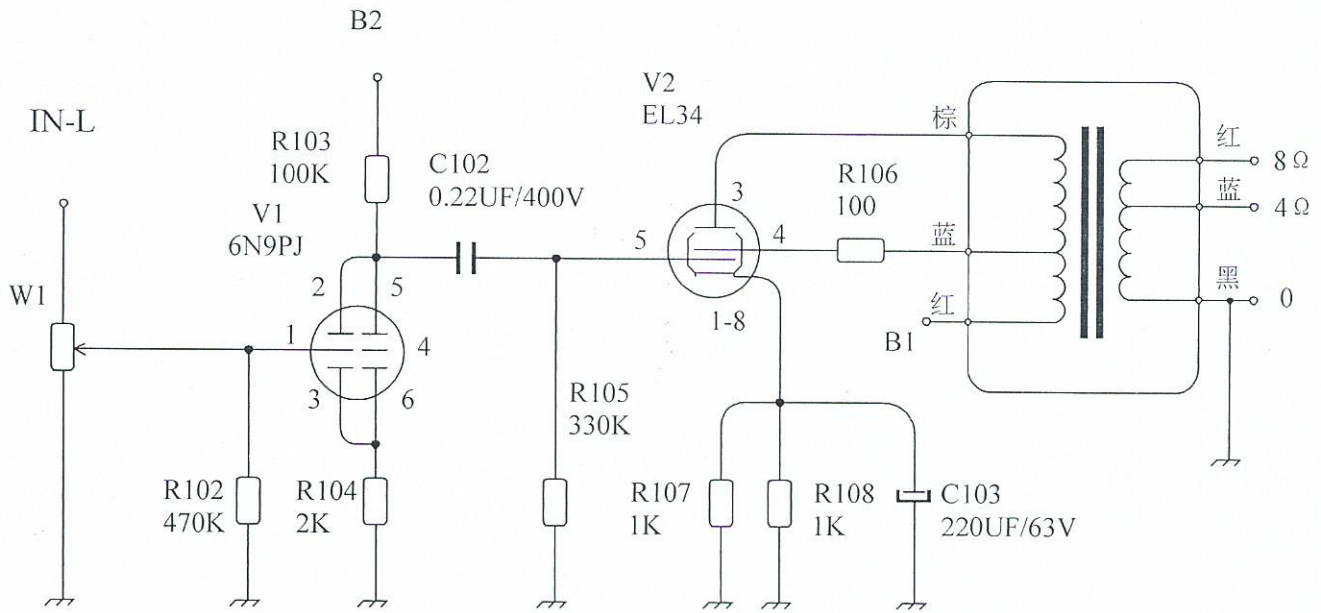 B2
IN-L
R103
100K
C102
0.22UF/400V
V1
6N9PJ
V2
EL34
棕
红
8Ω
R106
100
蓝
4Ω
3
5
4
蓝
W1
2
5
1
4
3
6
1-8
红
B1
黑
0
R105
330K
R102
470K
R104
2K
R107
1K
R108
1K
C103
220UF/63V